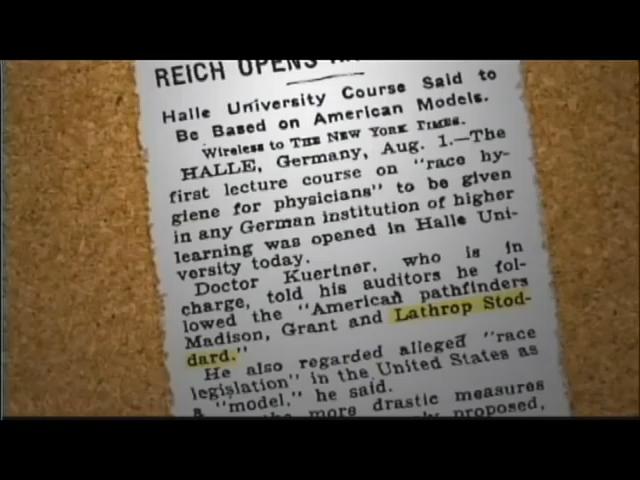 REICH OPENS
Halle University Course Said to
Be Based on American Models.
Wireless to THE NEW YORK TIMES.
HALLE, Germany, Aug. 1.—The
first lecture course on "race hy-
giene for physicians" to be given
in any German institution of higher
learning was opened in Halle Uni-
versity today.
Doctor Kuertner, who is in
charge, told his auditors he fol-
lowed the "American pathfinders
Madison, Grant and Lathrop Stod-
dard."
He also regarded alleged "race
legislation" in the United States as
a "model," he said.
the more drastic measures
proposed,